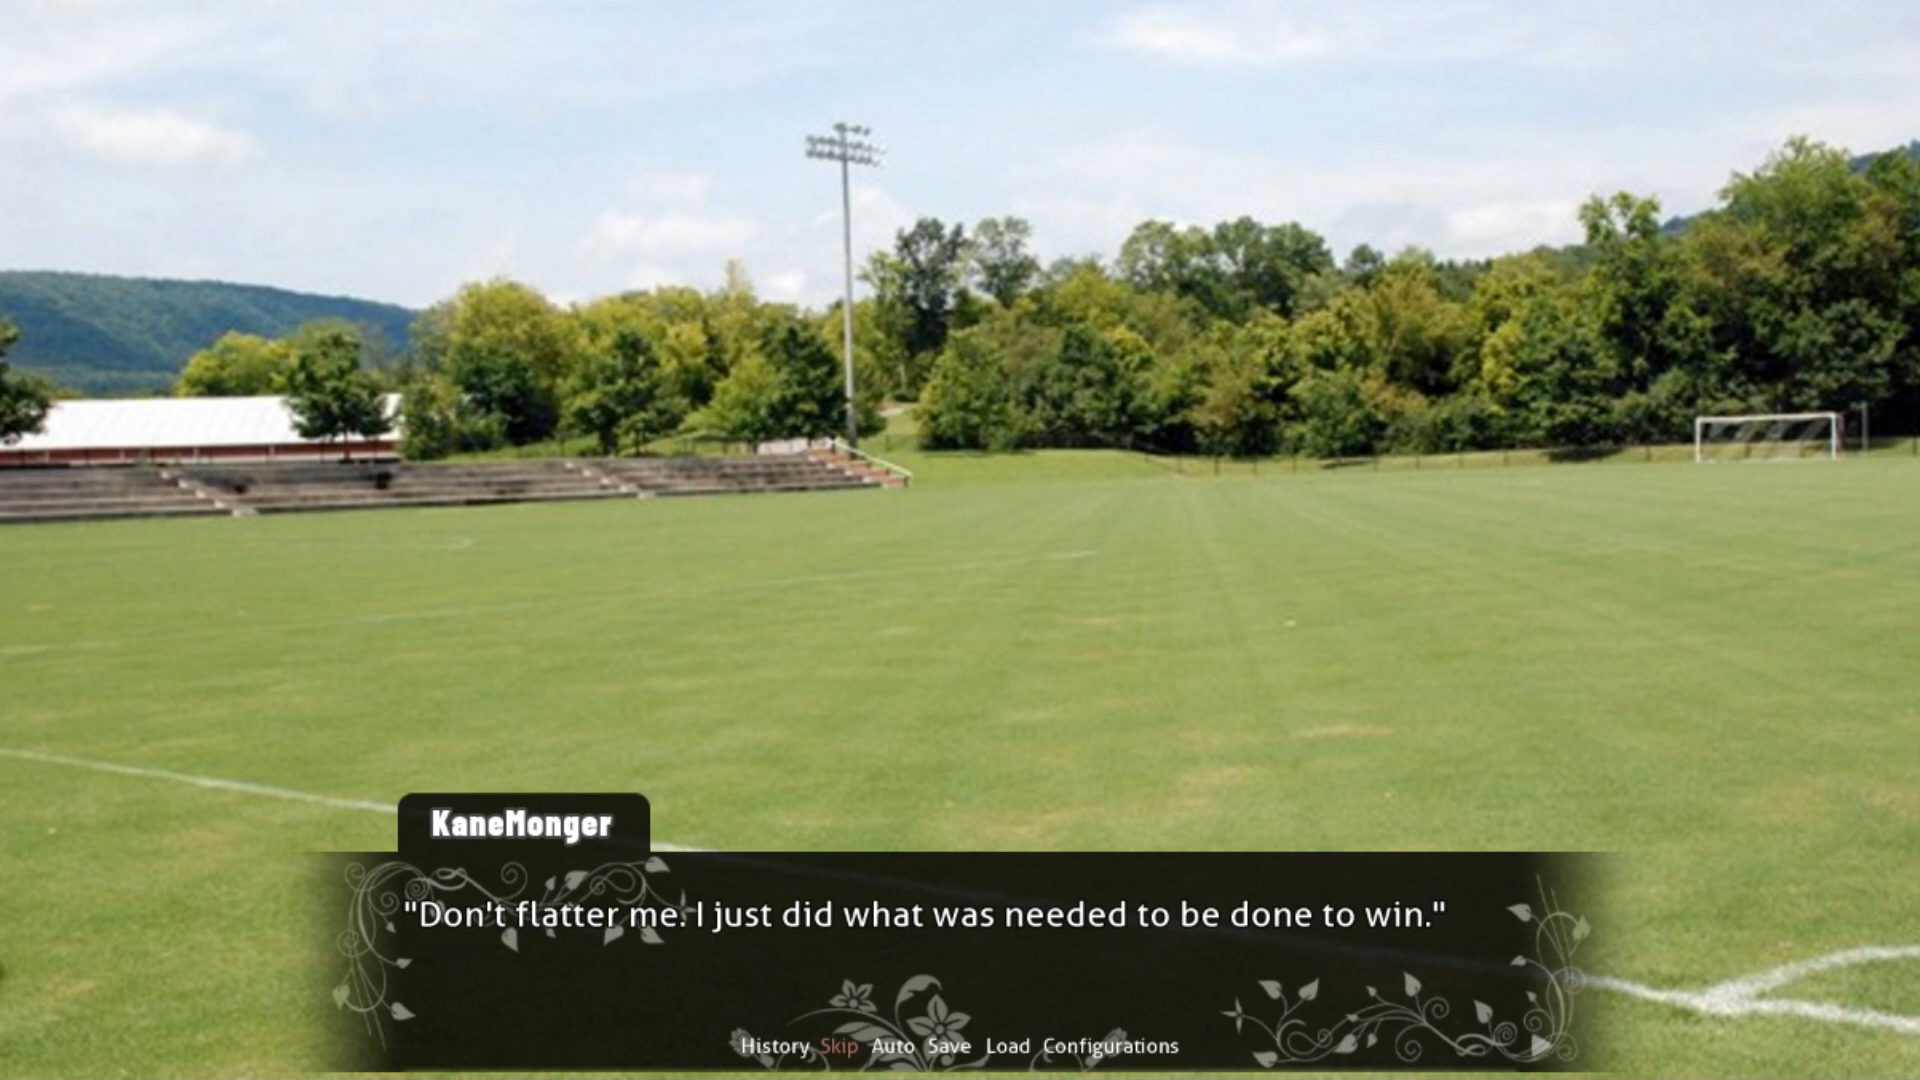 KaneMonger
"Don't flatter me. I just did what was needed to be done to win."
History Skip Auto Save Load Configurations